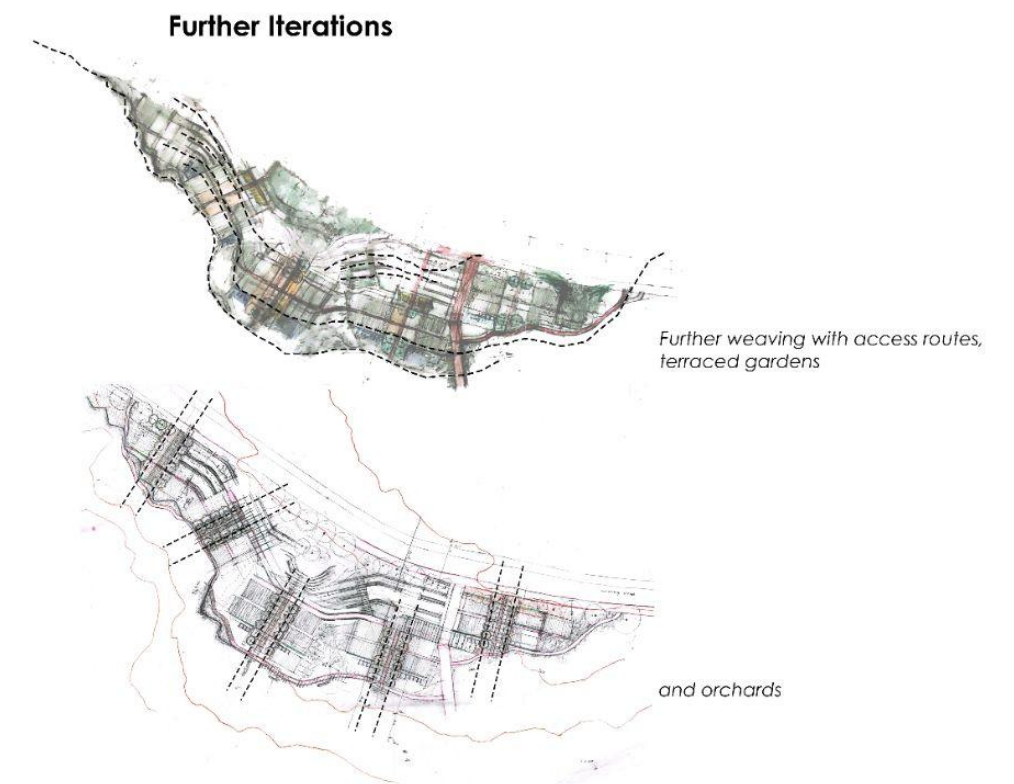 Further Iterations
Further weaving with access routes,
terraced gardens
and orchards